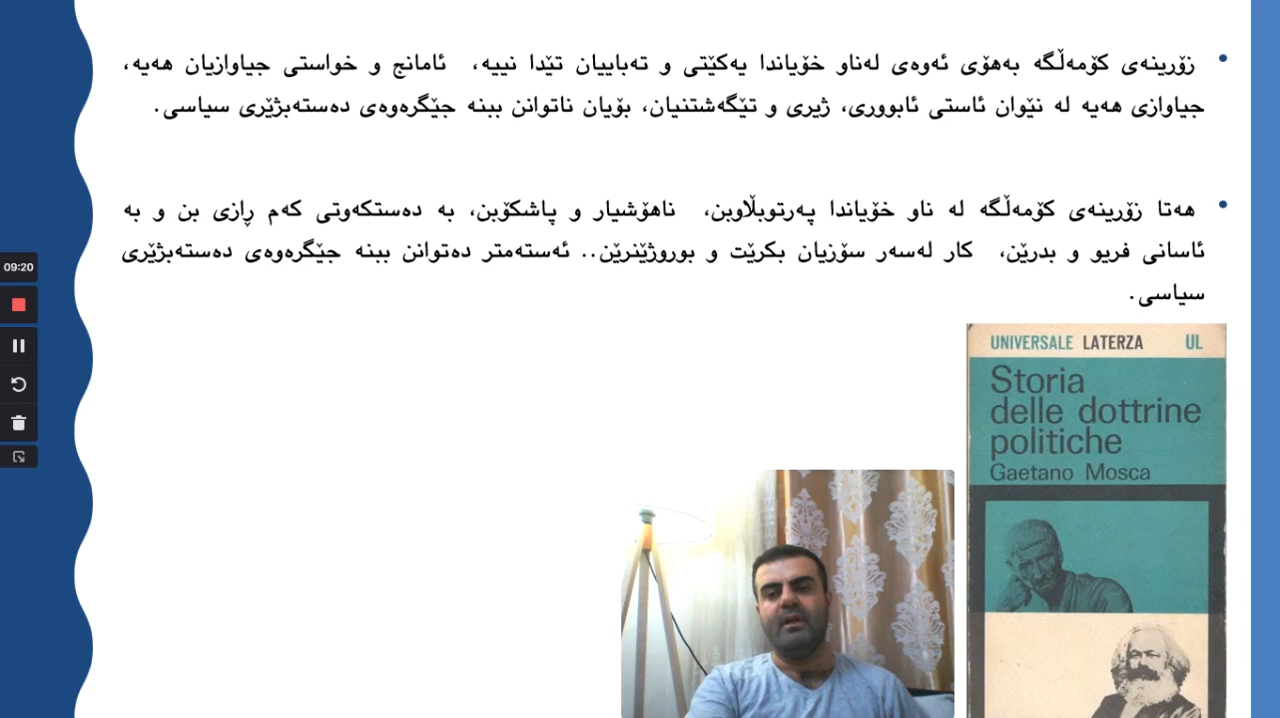 زۆرینەی کۆمەڵگە بەهۆی ئەوەی لەناو خۆیاندا یەکێتی و تەباییان تێدا نییە، ئامانج و خواستی جیاوازیان هەیە،
جیاوازی هەیە لە نێوان ئاستی ئابووری، ژیری و تێگەشتنیان، بۆیان ناتوانن ببنە جێگرەوەی دەستەبژێری سیاسی.
هەتا زۆرینەی کۆمەڵگە لە ناو خۆیاندا پەرتوبڵاوبن، ناهۆشیار و پاشکۆبن، بە دەستکەوتی کەم ڕازی بن و بە
ئاسانی فریو و بدرێن، کار لەسەر سۆزیان بکرێت و بوروژێنرێن.. ئەستەمتر دەتوانن ببنە جێگرەوەی دەستەبژێری
سیاسی.
09:20
UNIVERSALE LATERZA UL
Storia
delle dottrine
politiche
Gaetano Mosca